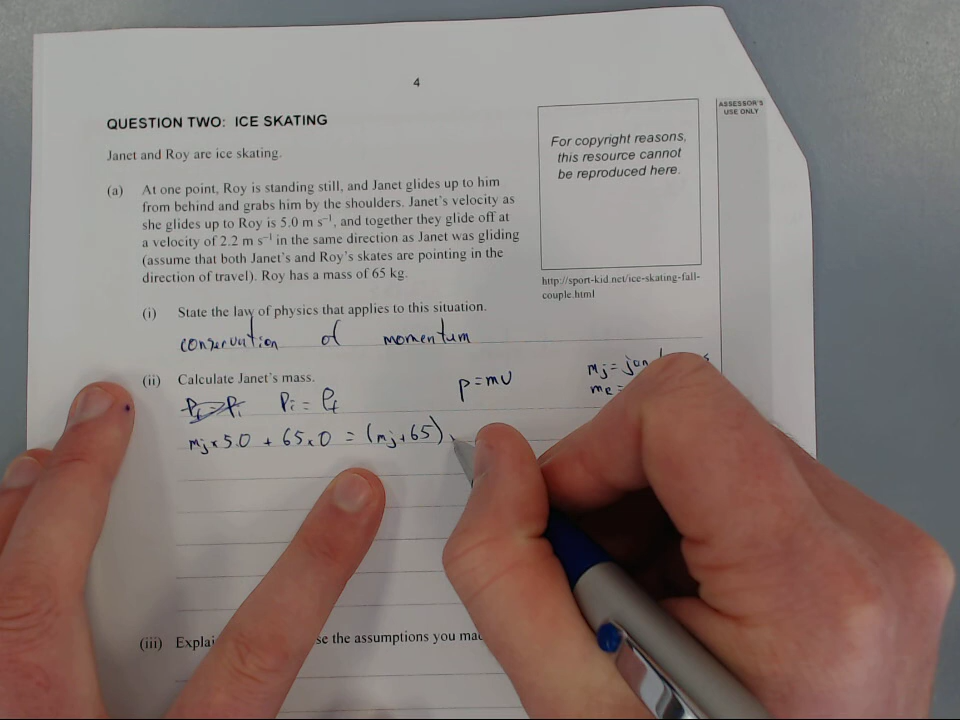 4
ASSESSOR'S
USE ONLY
QUESTION TWO: ICE SKATING
Janet and Roy are ice skating.
(a) At one point, Roy is standing still, and Janet glides up to him
from behind and grabs him by the shoulders. Janet's velocity as
she glides up to Roy is 5.0 m s⁻¹, and together they glide off at
a velocity of 2.2 m s⁻¹ in the same direction as Janet was gliding
(assume that both Janet's and Roy's skates are pointing in the
direction of travel). Roy has a mass of 65 kg.
For copyright reasons,
this resource cannot
be reproduced here.
http://sport-kid.net/ice-skating-fall-
couple.html
(i) State the law of physics that applies to this situation.
conservation of momentum
(ii) Calculate Janet's mass.
Pi = Pf
p=mv
mj =
mR =
mj x 5.0 + 65 x 0 = (mj + 65)
(iii) the assumptions you